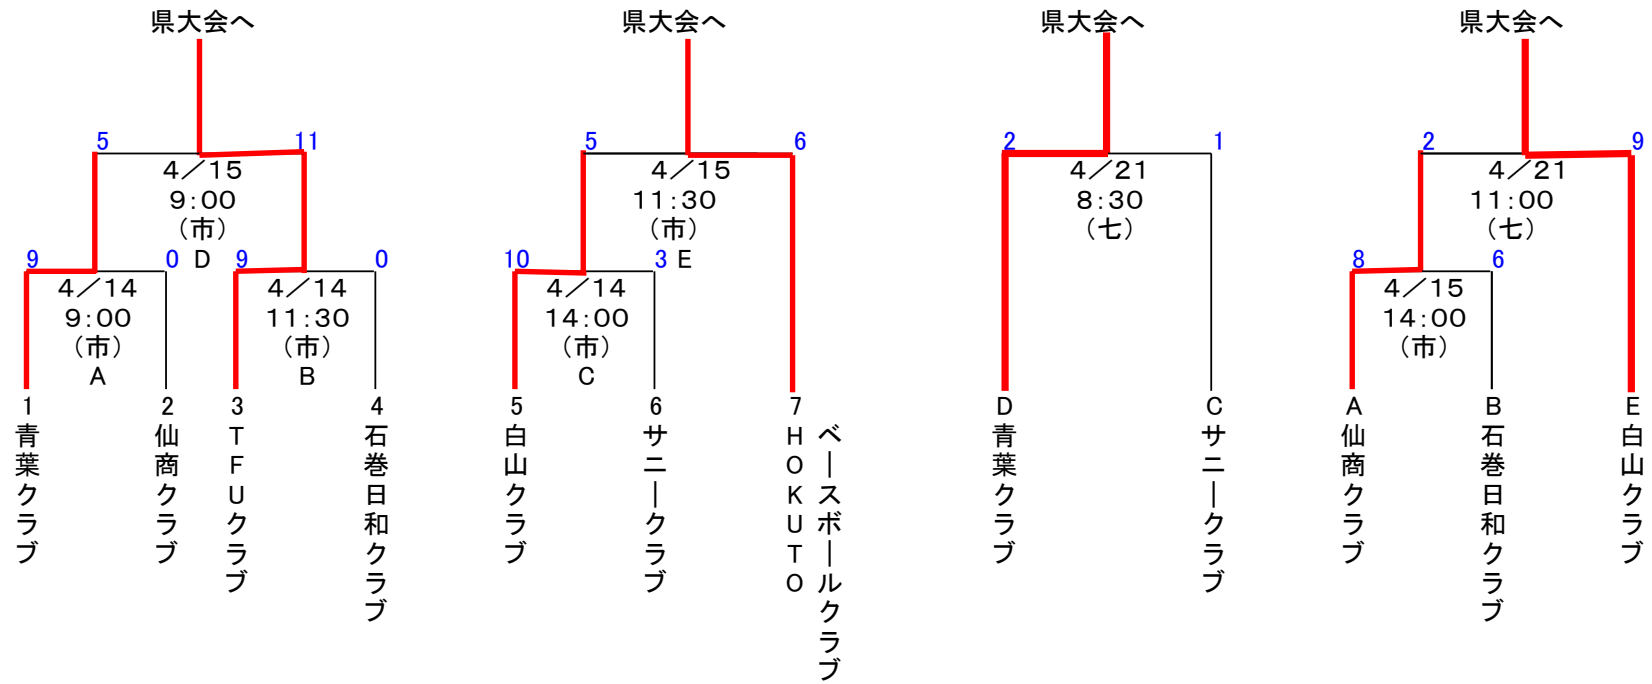 県大会へ
県大会へ
県大会へ
県大会へ
5
11
5
6
2
1
2
9
4／15
9:00
（市）
D
4／15
11:30
（市）
E
4／21
8:30
（七）
4／21
11:00
（七）
9
0
9
0
10
3
8
6
4／14
9:00
（市）
A
4／14
11:30
（市）
B
4／14
14:00
（市）
C
4／15
14:00
（市）
1青葉クラブ
2仙商クラブ
3TFUクラブ
4石巻日和クラブ
5白山クラブ
6サニークラブ
7HOKUTO
ベースボールクラブ
D青葉クラブ
Cサニークラブ
A仙商クラブ
B石巻日和クラブ
E白山クラブ